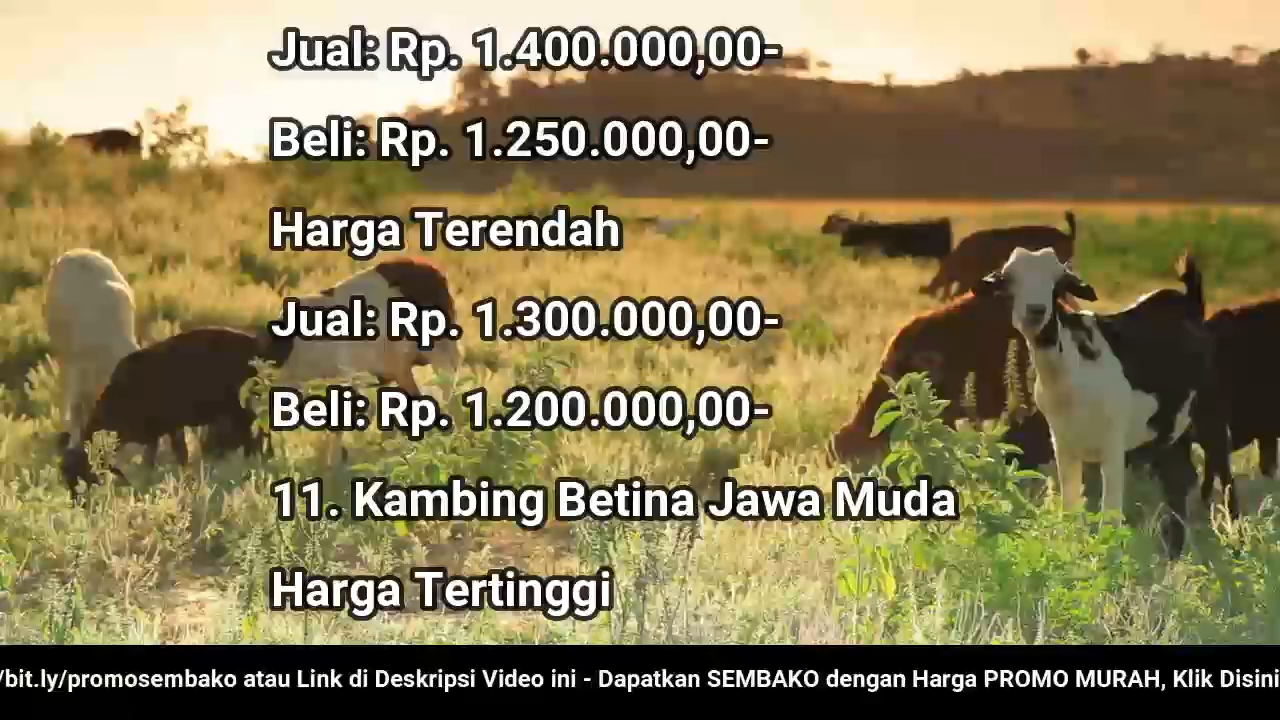 Jual: Rp. 1.400.000,00-
Beli: Rp. 1.250.000,00-
Harga Terendah
Jual: Rp. 1.300.000,00-
Beli: Rp. 1.200.000,00-
11. Kambing Betina Jawa Muda
Harga Tertinggi
/bit.ly/promosembako atau Link di Deskripsi Video ini - Dapatkan SEMBAKO dengan Harga PROMO MURAH, Klik Disini